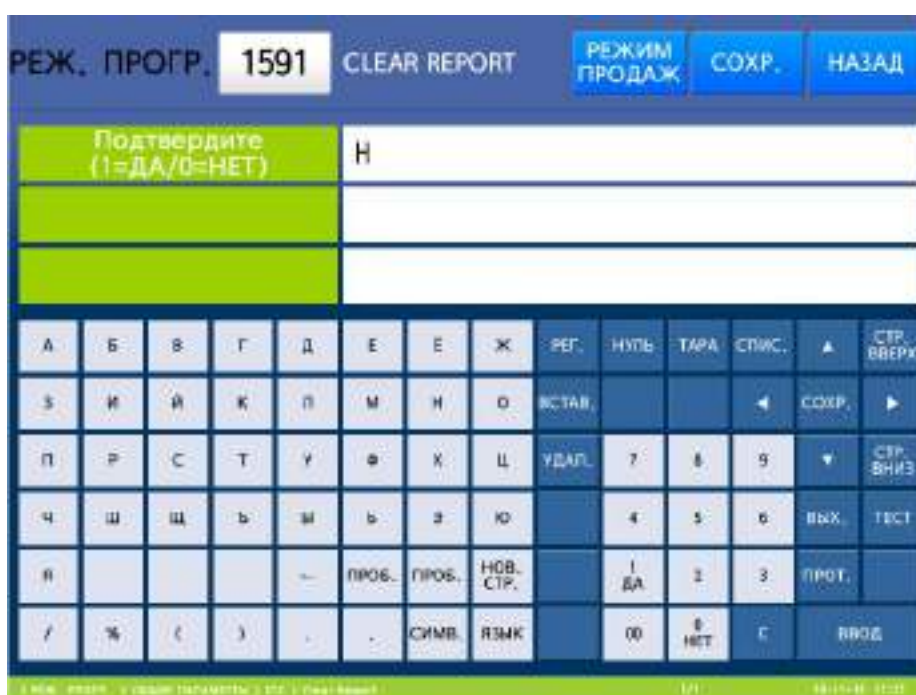 РЕЖ. ПРОГР. 1591 CLEAR REPORT РЕЖИМ ПРОДАЖ СОХР. НАЗАД
Подтвердите
(1=ДА/0=НЕТ) Н
А Б В Г Д Е Ё Ж РЕГ. НУЛЬ ТАРА СПИС. ▲ СТР. ВВЕРХ
З И Й К Л М Н О ВСТАВ. ◄ СОХР. ►
П Р С Т У Ф Х Ц УДАЛ. 7 8 9 ▼ СТР. ВНИЗ
Ч Ш Щ Ъ Ы Ь Э Ю 4 5 6 ВЫХ. ТЕСТ
Я ПРОБ. ПРОБ. НОВ. СТР. 1 ДА 2 3 ПРОТ.
/ % ( ) . СИМВ. ЯЗЫК 00 0 НЕТ C ВВОД
1/1